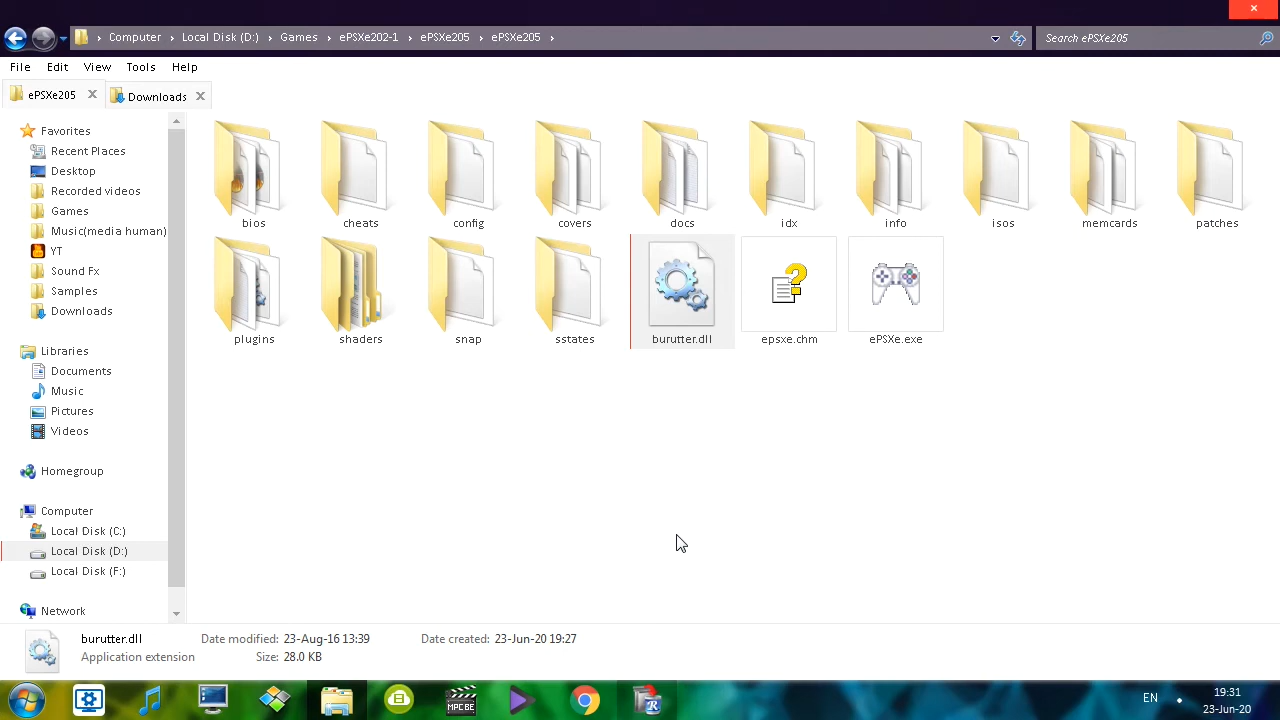 Computer Local Disk (D:) Games ePSXe202-1 ePSXe205 ePSXe205
Search ePSXe205
File Edit View Tools Help
ePSXe205
Downloads
Favorites
Recent Places
Desktop
Recorded videos
Games
Music(media human)
YT
Sound Fx
Samples
Downloads
Libraries
Documents
Music
Pictures
Videos
Homegroup
Computer
Local Disk (C:)
Local Disk (D:)
Local Disk (F:)
Network
bios cheats config covers docs idx info isos memcards patches
plugins shaders snap sstates burutter.dll epsxe.chm ePSXe.exe
burutter.dll Date modified: 23-Aug-16 13:39 Date created: 23-Jun-20 19:27
Application extension Size: 28.0 KB
MPC BE
EN
19:31
23-Jun-20